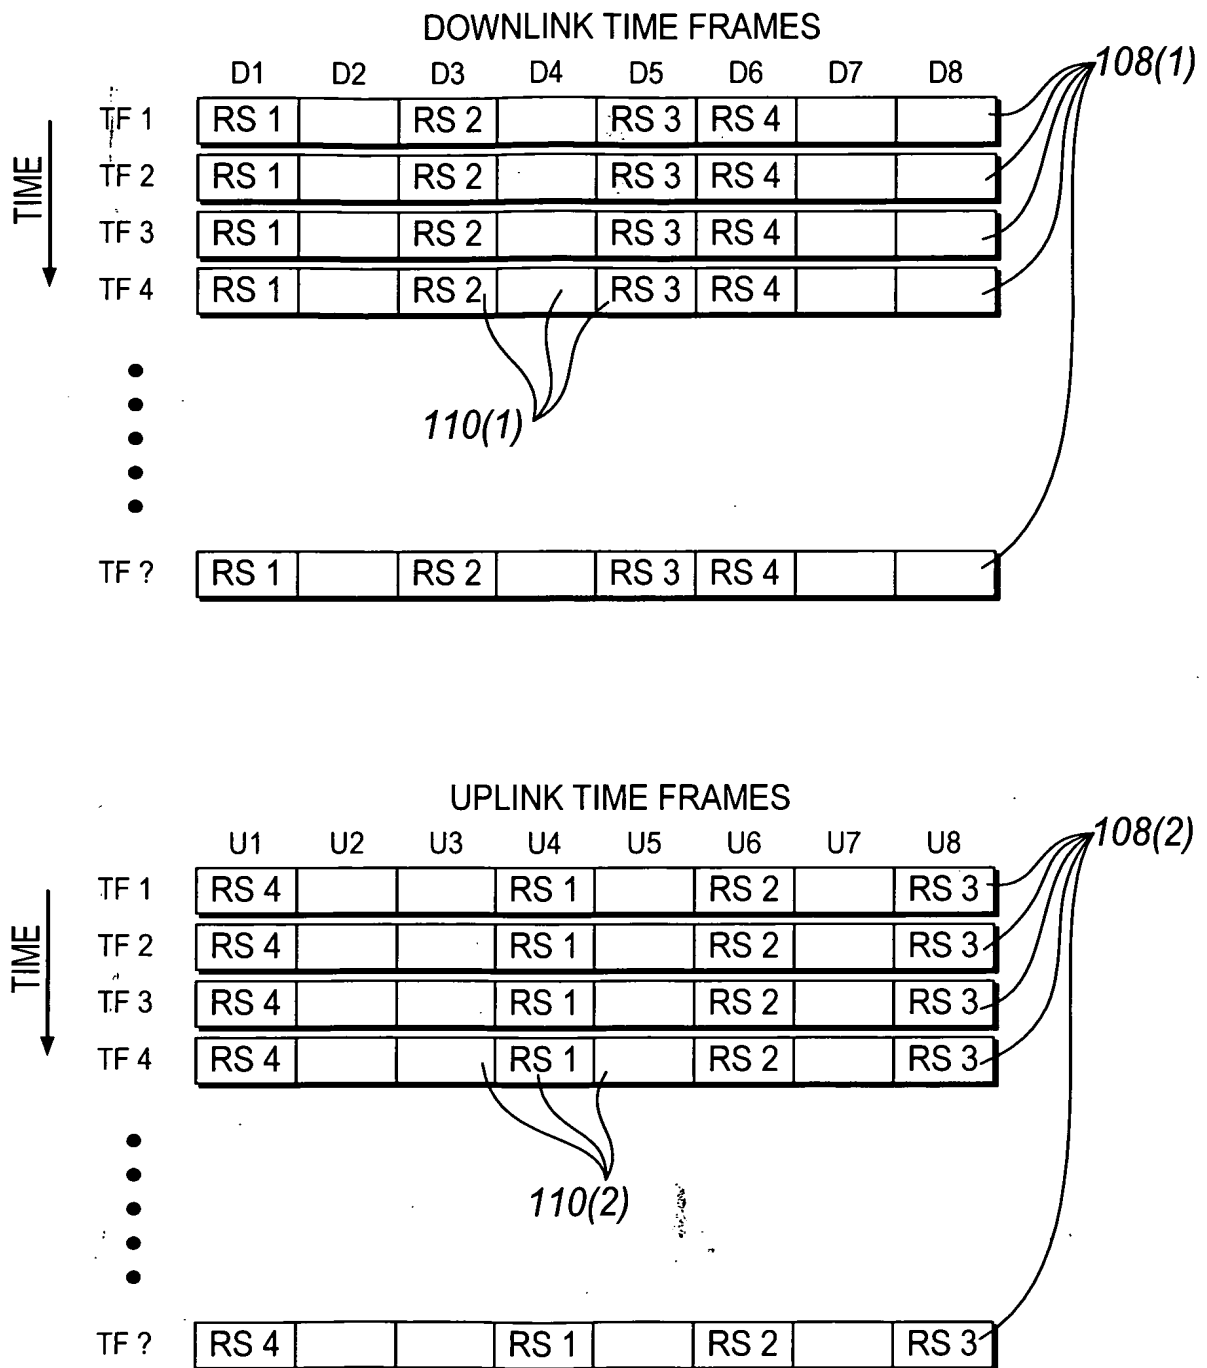 DOWNLINK TIME FRAMES
D1 D2 D3 D4 D5 D6 D7 D8
108(1)
TIME
TF 1 RS 1 RS 2 RS 3 RS 4
TF 2 RS 1 RS 2 RS 3 RS 4
TF 3 RS 1 RS 2 RS 3 RS 4
TF 4 RS 1 RS 2 RS 3 RS 4
110(1)
TF ? RS 1 RS 2 RS 3 RS 4
UPLINK TIME FRAMES
U1 U2 U3 U4 U5 U6 U7 U8
108(2)
TIME
TF 1 RS 4 RS 1 RS 2 RS 3
TF 2 RS 4 RS 1 RS 2 RS 3
TF 3 RS 4 RS 1 RS 2 RS 3
TF 4 RS 4 RS 1 RS 2 RS 3
110(2)
TF ? RS 4 RS 1 RS 2 RS 3